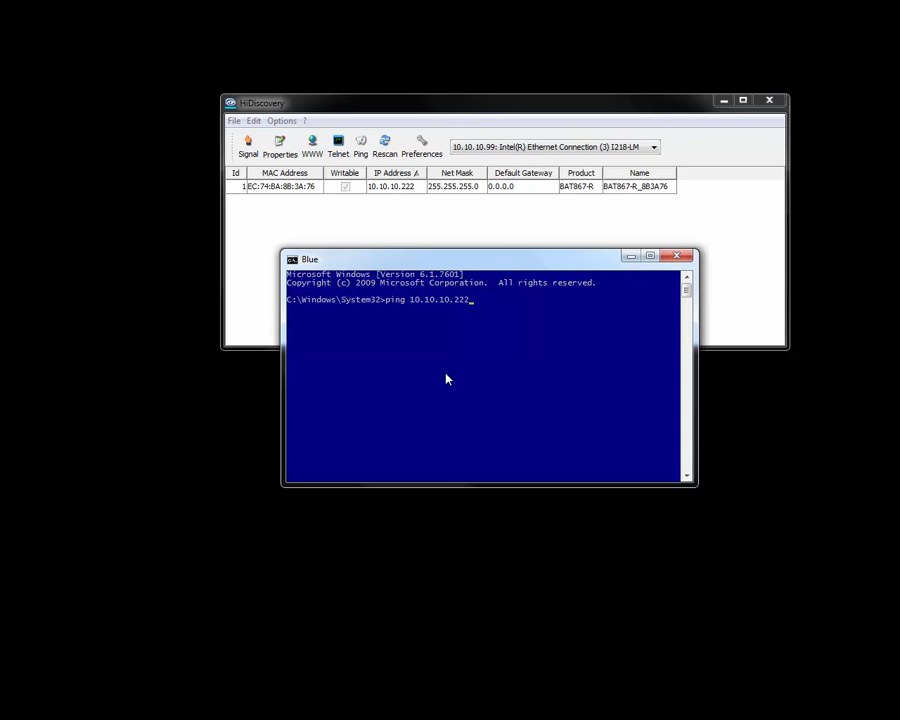 HiDiscovery
File Edit Options ?
Signal Properties WWW Telnet Ping Rescan Preferences 10.10.10.99: Intel(R) Ethernet Connection (3) I218-LM
Id MAC Address Writable IP Address Net Mask Default Gateway Product Name
1 EC:74:BA:8B:3A:76 10.10.10.222 255.255.255.0 0.0.0.0 BAT867-R BAT867-R_8B3A76
Blue
Microsoft Windows [Version 6.1.7601]
Copyright (c) 2009 Microsoft Corporation. All rights reserved.
C:\Windows\System32>ping 10.10.10.222_